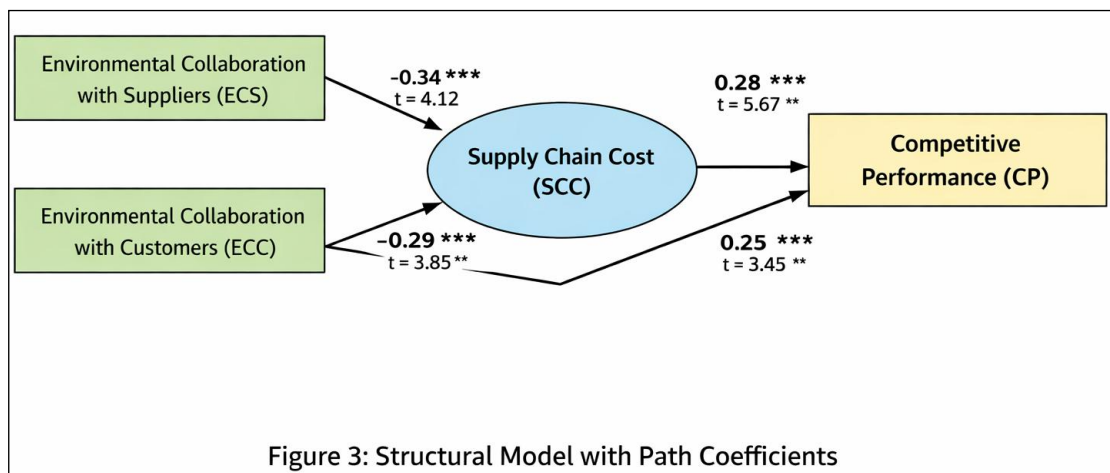 Environmental Collaboration
with Suppliers (ECS)
-0.34 ***
t = 4.12
0.28 ***
t = 5.67 **
Supply Chain Cost
(SCC)
Competitive
Performance (CP)
Environmental Collaboration
with Customers (ECC)
-0.29 ***
t = 3.85 **
0.25 ***
t = 3.45 **
Figure 3: Structural Model with Path Coefficients